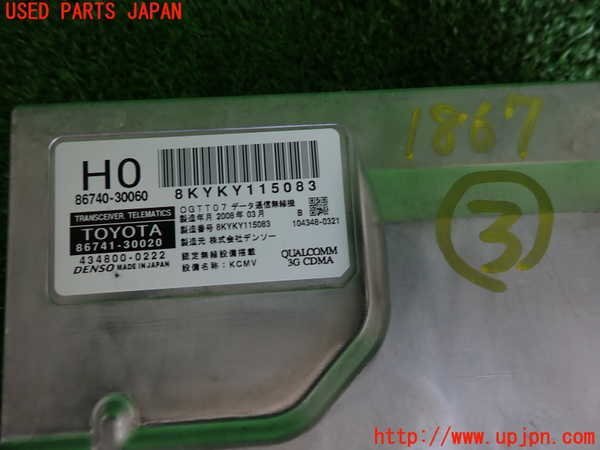 USED PARTS JAPAN
1867
3
H0
86740-30060
8KYKY115083
TRANSCEIVER, TELEMATICS
TOYOTA
86741-30020
434800-0222
DENSO MADE IN JAPAN
OGTT07 データ通信無線機
製造年月 2008年03月 B
製造番号 8KYKY115083 104348-0321
製造元 株式会社デンソー
認定無線設備搭載
設備名称:KCMV
QUALCOMM
3G CDMA
http://www.upjpn.com